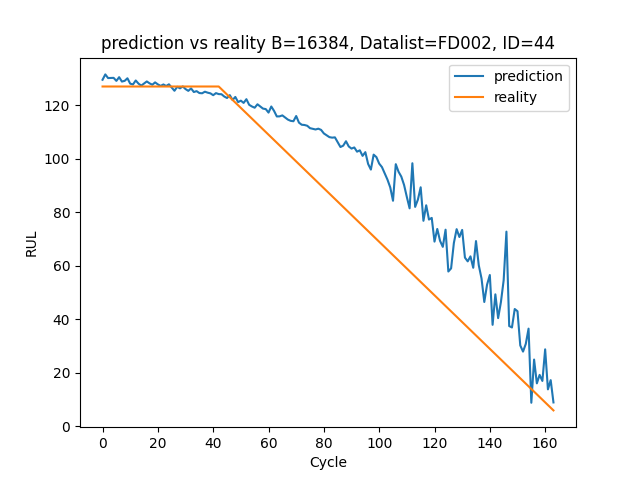 prediction vs reality B=16384, Datalist=FD002, ID=44
prediction
reality
RUL
120
100
80
60
40
20
0
0 20 40 60 80 100 120 140 160
Cycle